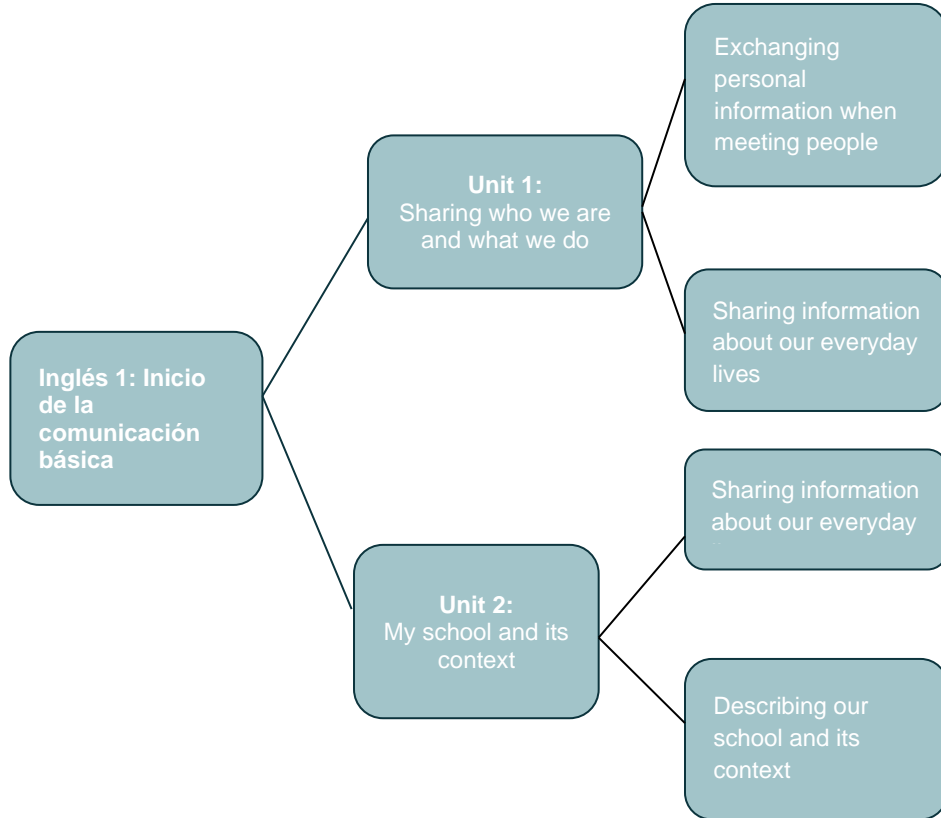 Inglés 1: Inicio
de la
comunicación
básica
Unit 1:
Sharing who we are
and what we do
Exchanging
personal
information when
meeting people
Sharing information
about our everyday
lives
Unit 2:
My school and its
context
Sharing information
about our everyday
Describing our
school and its
context